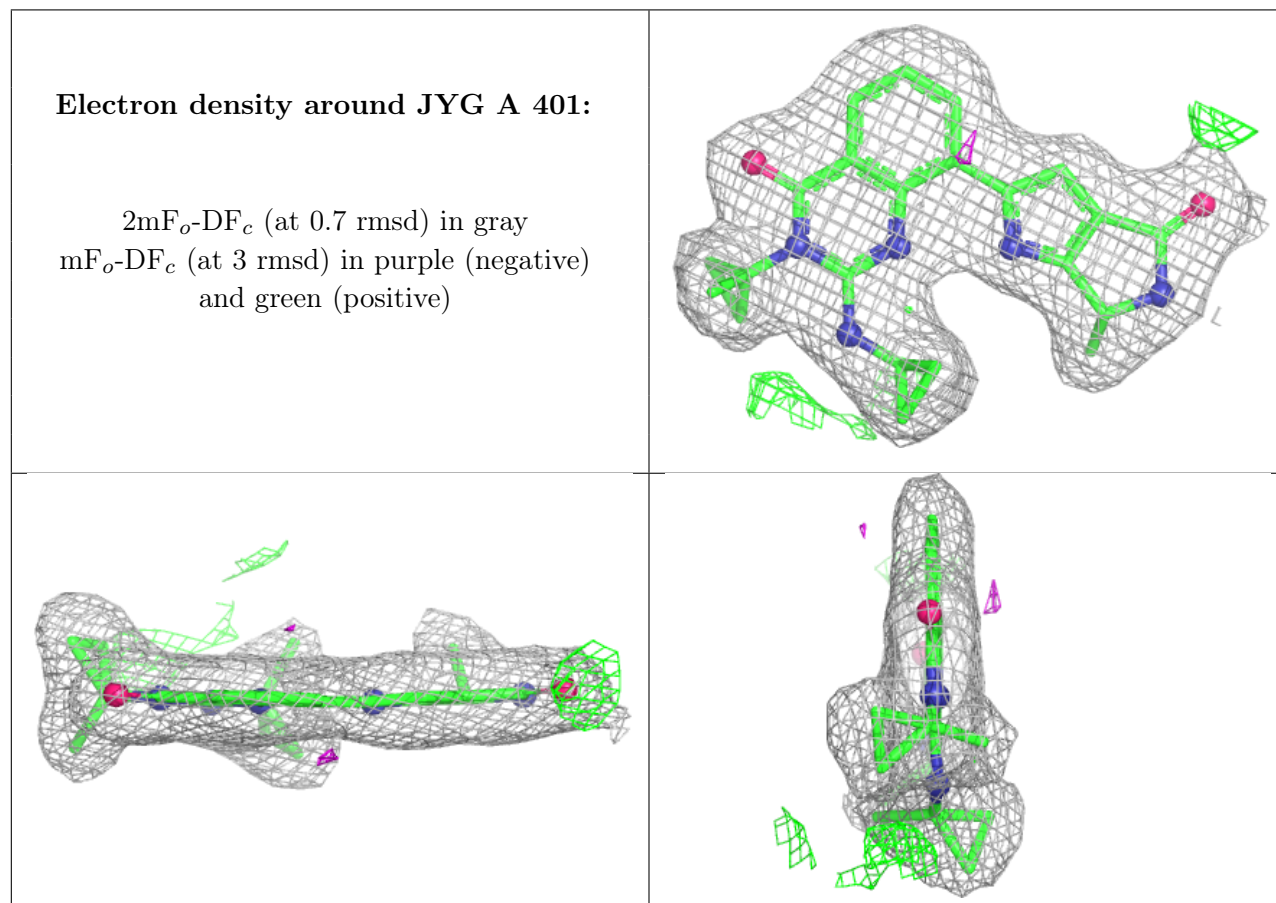 Electron density around JYG A 401:
2mFo-DFc (at 0.7 rmsd) in gray
mFo-DFc (at 3 rmsd) in purple (negative)
and green (positive)